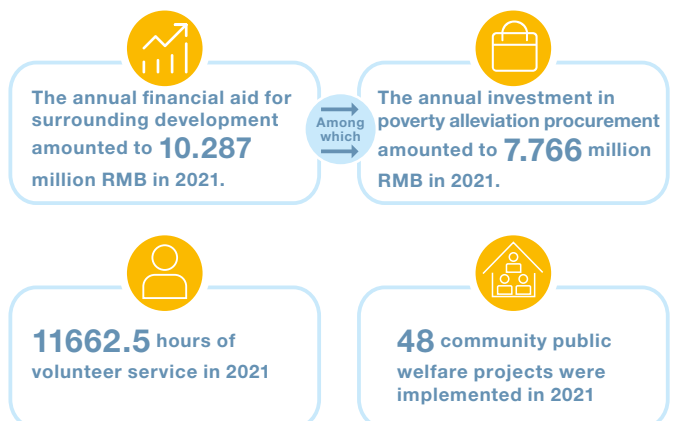 The annual financial aid for
surrounding development
amounted to 10.287
million RMB in 2021.
Among
which
The annual investment in
poverty alleviation procurement
amounted to 7.766 million
RMB in 2021.
11662.5 hours of
volunteer service in 2021
48 community public
welfare projects were
implemented in 2021